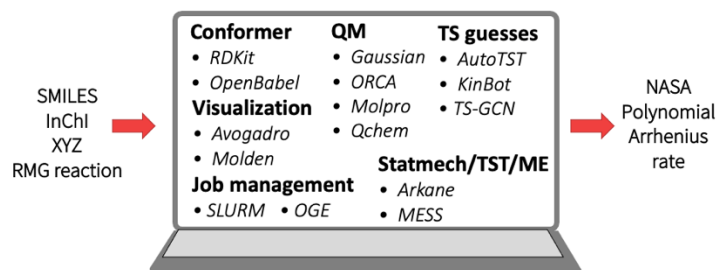 SMILES
InChI
XYZ
RMG reaction
Conformer
• RDKit
• OpenBabel
Visualization
• Avogadro
• Molden
Job management
• SLURM • OGE
QM
• Gaussian
• ORCA
• Molpro
• Qchem
TS guesses
• AutoTST
• KinBot
• TS-GCN
Statmech/TST/ME
• Arkane
• MESS
NASA
Polynomial
Arrhenius
rate